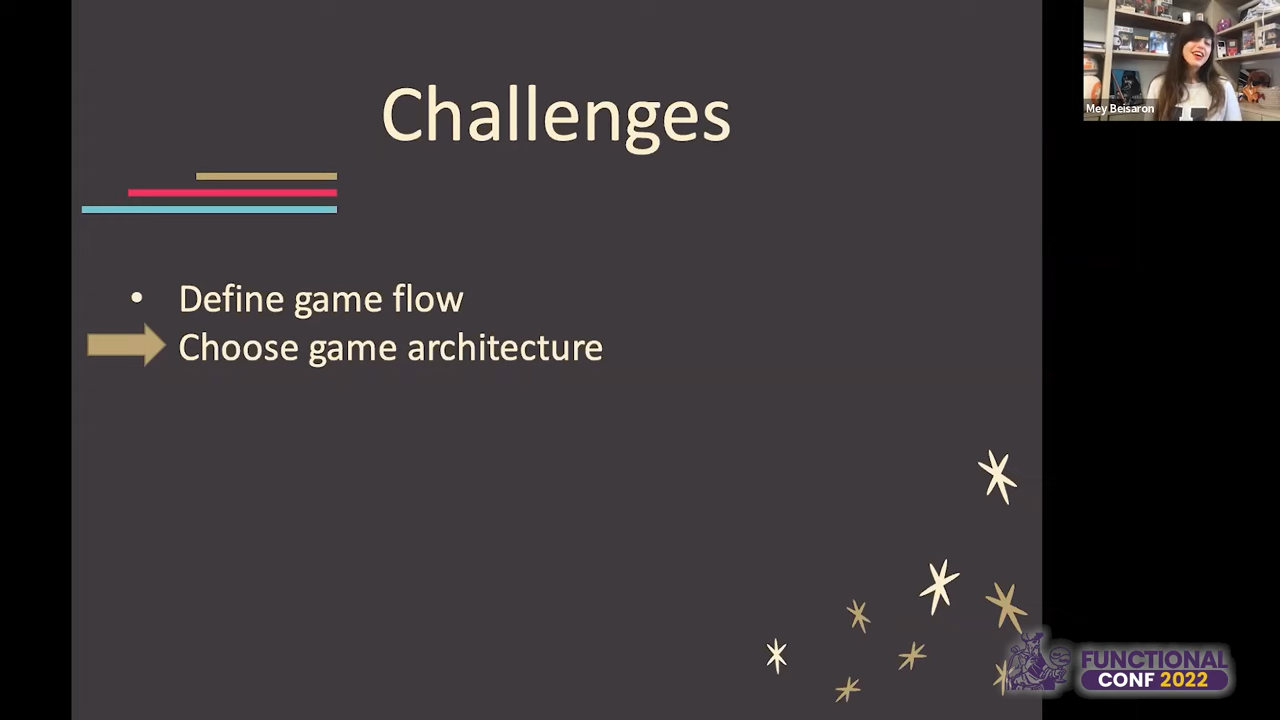 Challenges
• Define game flow
Choose game architecture
Mey Beisaron
FUNCTIONAL
CONF 2022